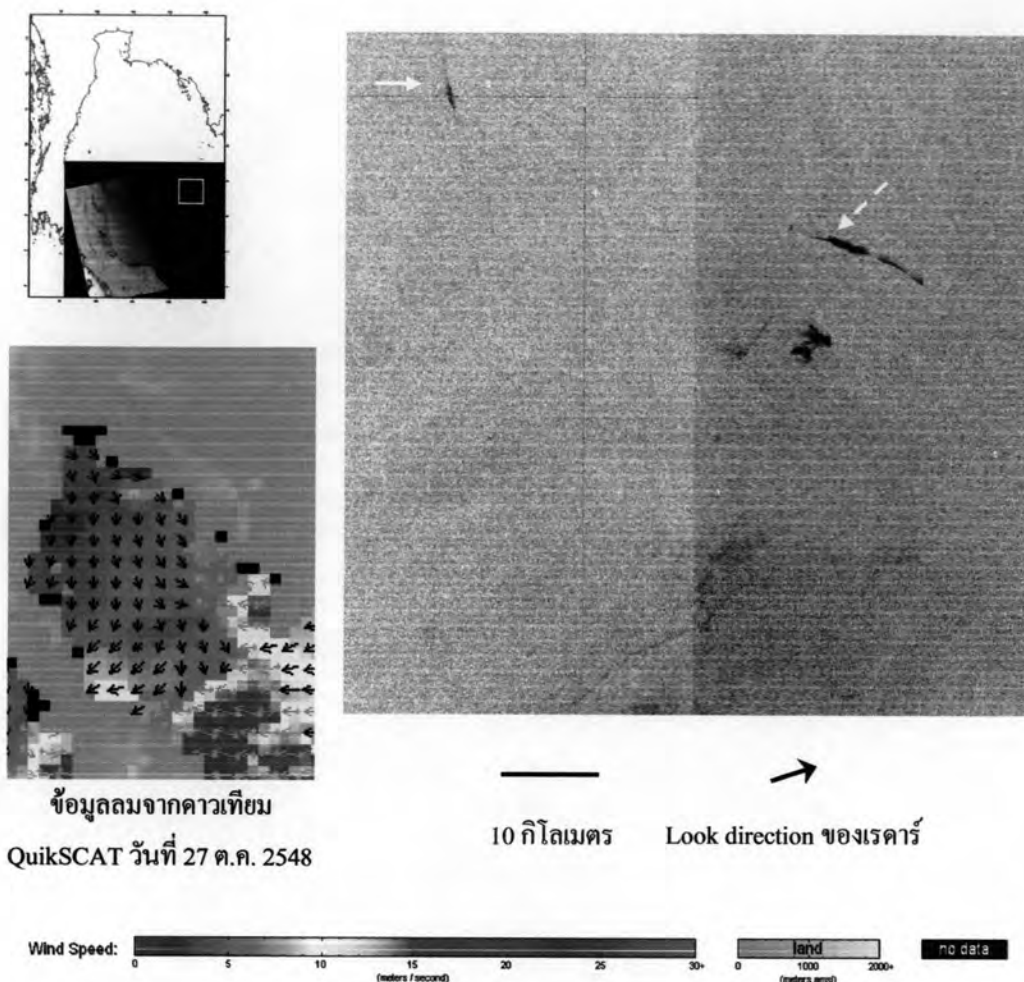 ข้อมูลลมจากดาวเทียม
QuikSCAT วันที่ 27 ต.ค. 2548
10 กิโลเมตร
Look direction ของเรดาร์
Wind Speed:
0 5 10 15 20 25 30+
(meters / second)
land
0 1000 2000+
no data